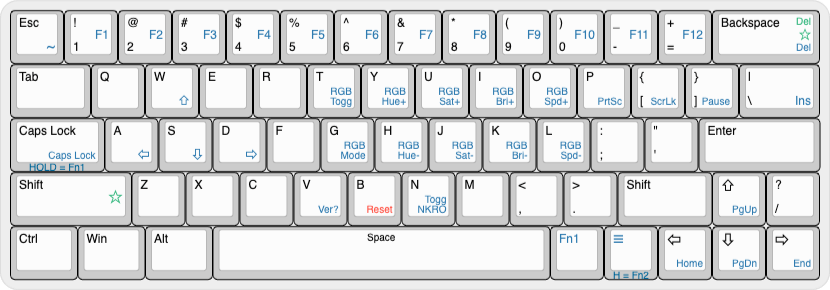 Esc ~
! 1 F1
@ 2 F2
# 3 F3
$ 4 F4
% 5 F5
^ 6 F6
& 7 F7
* 8 F8
( 9 F9
) 0 F10
_ - F11
+ = F12
Backspace Del ☆ Del
Tab
Q
W ⇧
E
R
T RGB Togg
Y RGB Hue+
U RGB Sat+
I RGB Bri+
O RGB Spd+
P PrtSc
{ [ ScrLk
} ] Pause
| \ Ins
Caps Lock Caps Lock
HOLD = Fn1
A ⇦
S ⇩
D ⇨
F
G RGB Mode
H RGB Hue-
J RGB Sat-
K RGB Bri-
L RGB Spd-
: ;
" '
Enter
Shift ☆
Z
X
C
V Ver?
B Reset
N Togg NKRO
M
< ,
> .
Shift
⇧ PgUp
? /
Ctrl
Win
Alt
Space
Fn1
≡ H = Fn2
⇦ Home
⇩ PgDn
⇨ End